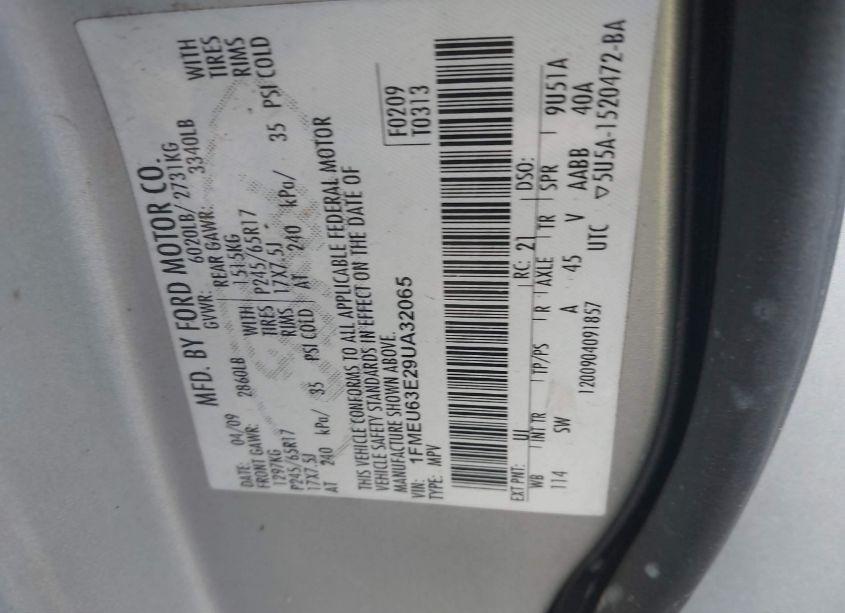 MFD. BY FORD MOTOR CO.
DATE: 04/09 GVWR: 6020LB/ 2731KG
FRONT GAWR: 2860LB REAR GAWR: 3340LB
1297KG WITH 1515KG WITH
P245/65R17 TIRES P245/65R17 TIRES
17X7.5J RIMS 17X7.5J RIMS
AT 240 kPa/ 35 PSI COLD AT 240 kPa/ 35 PSI COLD
THIS VEHICLE CONFORMS TO ALL APPLICABLE FEDERAL MOTOR
VEHICLE SAFETY STANDARDS IN EFFECT ON THE DATE OF
MANUFACTURE SHOWN ABOVE.
VIN: 1FMEU63E29UA32065
TYPE: MPV
F0209
T0313
EXT PNT: UI RC: 21 DSO:
WB INT TR TP/PS R AXLE TR SPR 9U51A
114 SW A 45 V AABB 40A
1200904091857 UTC ▽5U5A-1520472-BA